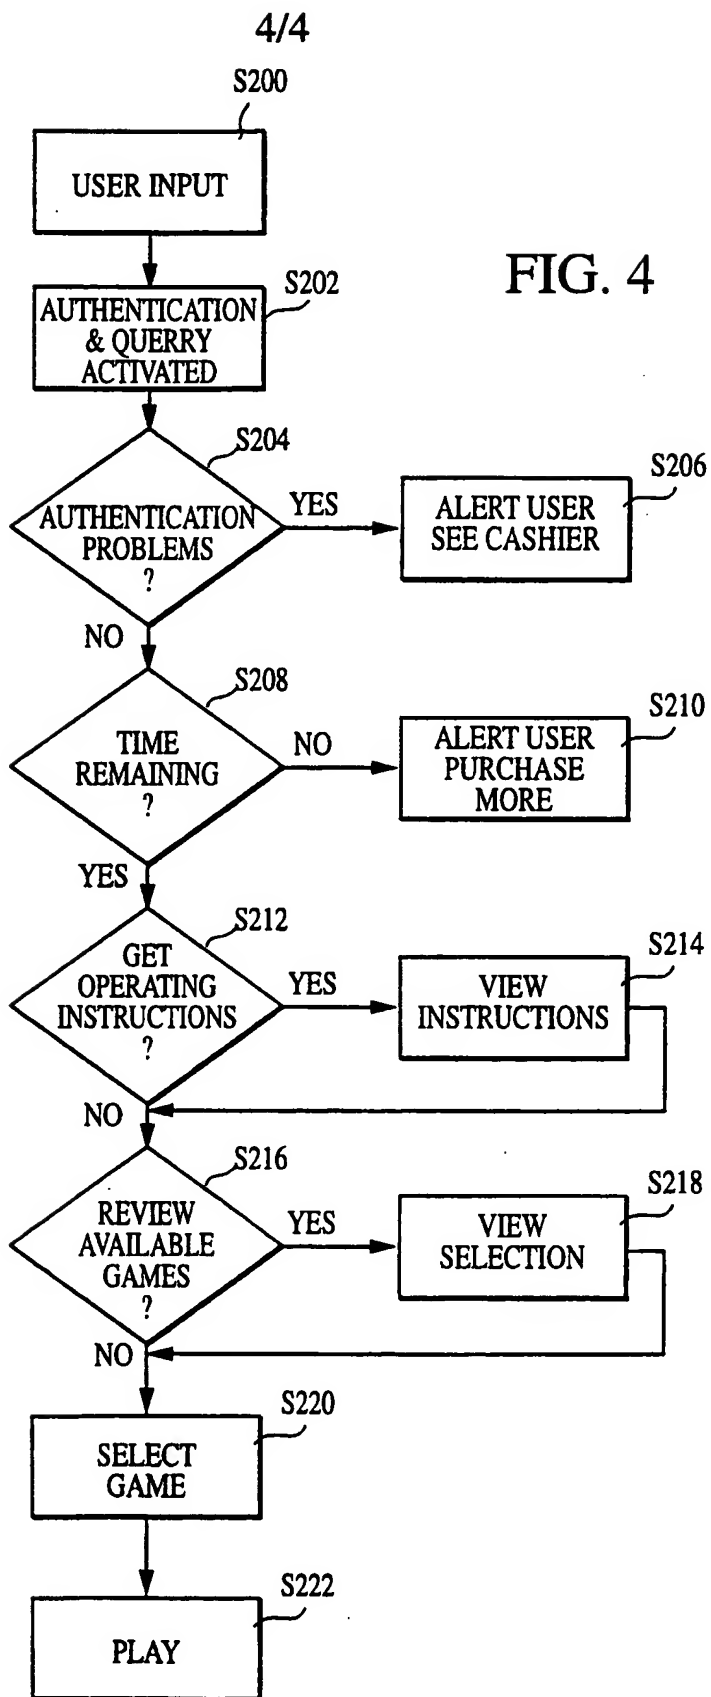 4/4
S200
USER INPUT
FIG. 4
S202
AUTHENTICATION
& QUERRY
ACTIVATED
S204
AUTHENTICATION
PROBLEMS
?
YES
S206
ALERT USER
SEE CASHIER
NO
S208
TIME
REMAINING
?
NO
S210
ALERT USER
PURCHASE
MORE
YES
S212
GET
OPERATING
INSTRUCTIONS
?
YES
S214
VIEW
INSTRUCTIONS
NO
S216
REVIEW
AVAILABLE
GAMES
?
YES
S218
VIEW
SELECTION
NO
S220
SELECT
GAME
S222
PLAY